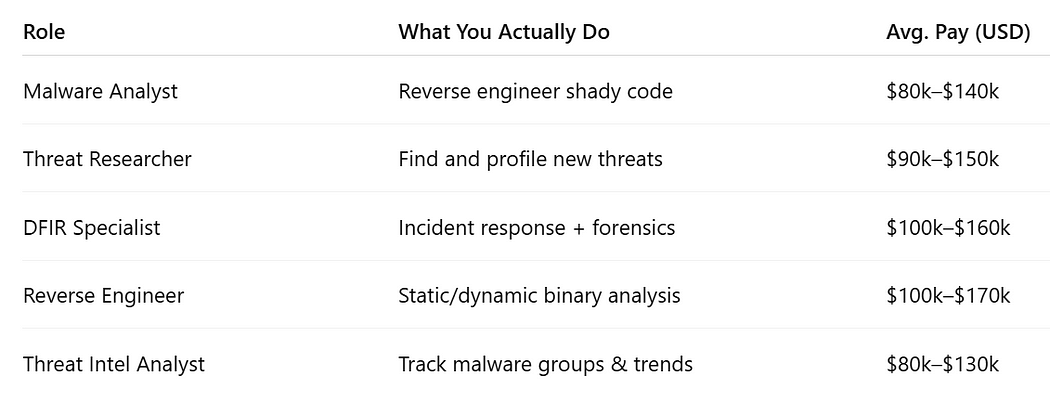 Role What You Actually Do Avg. Pay (USD)
Malware Analyst Reverse engineer shady code $80k–$140k
Threat Researcher Find and profile new threats $90k–$150k
DFIR Specialist Incident response + forensics $100k–$160k
Reverse Engineer Static/dynamic binary analysis $100k–$170k
Threat Intel Analyst Track malware groups & trends $80k–$130k